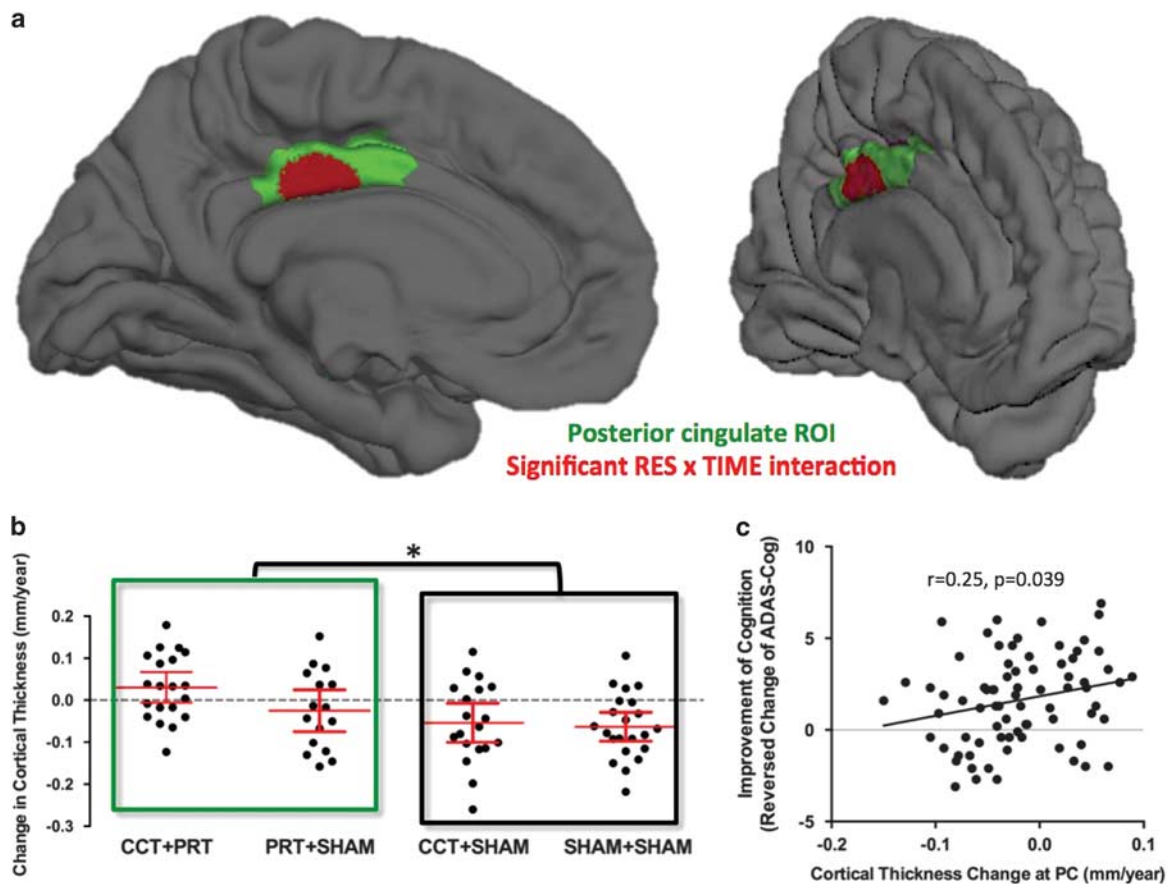 a
Posterior cingulate ROI
Significant RES x TIME interaction
b
*
Change in Cortical Thickness (mm/year)
0.2
0.1
0.0
-0.1
-0.2
-0.3
CCT+PRT
PRT+SHAM
CCT+SHAM
SHAM+SHAM
c
Improvement of Cognition
(Reversed Change of ADAS-Cog)
10
5
0
-5
r=0.25, p=0.039
-0.2
-0.1
0.0
0.1
Cortical Thickness Change at PC (mm/year)